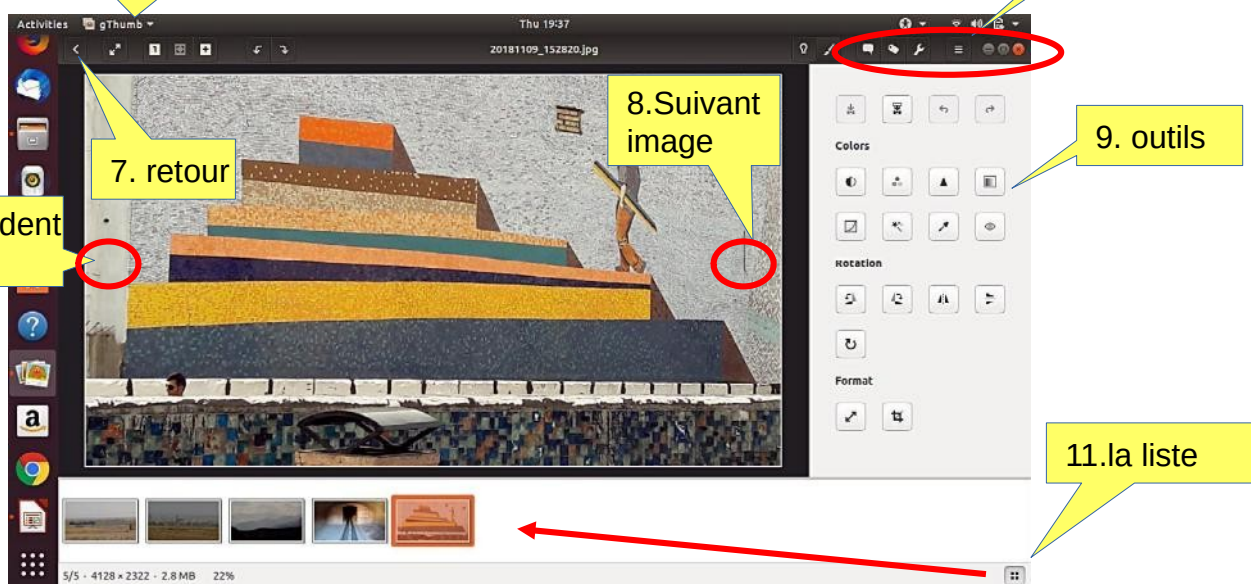 Activities gThumb Thu 19:37
20181109_152820.jpg
8.Suivant
image
7. retour
dent
9. outils
Colors
Rotation
Format
11.la liste
5/5 · 4128 × 2322 · 2.8 MB 22%